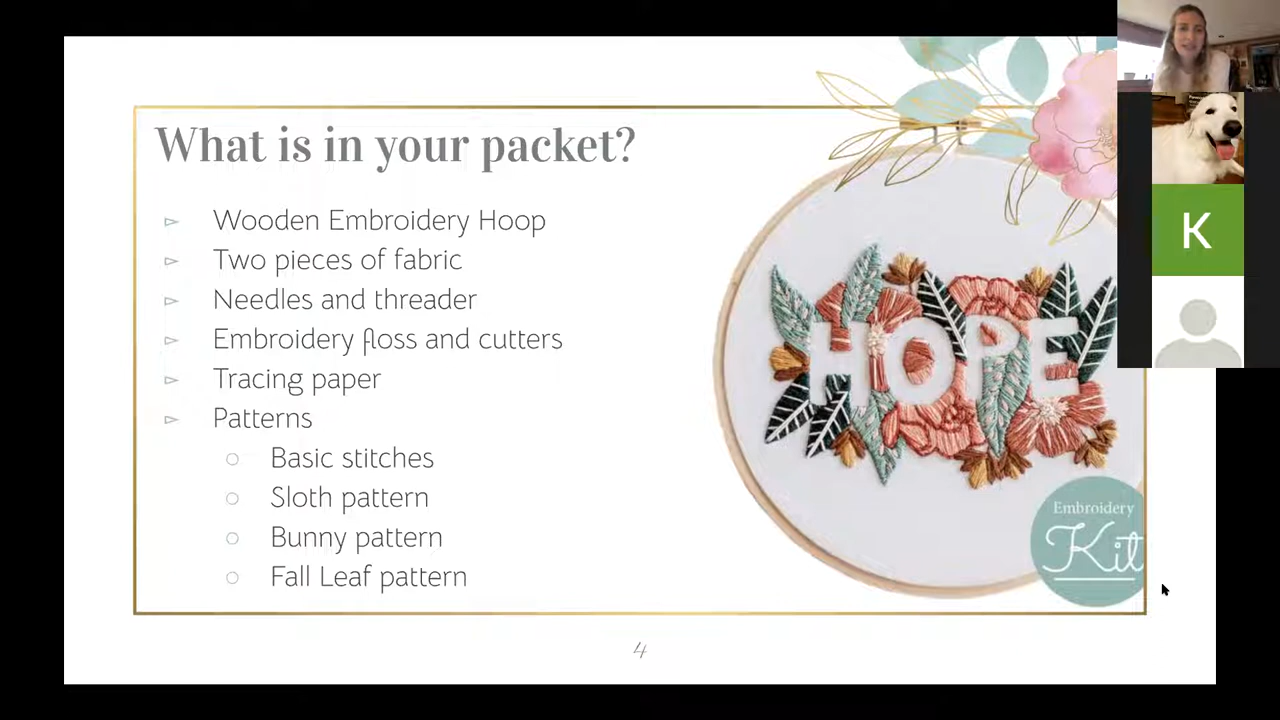 What is in your packet?
Wooden Embroidery Hoop
Two pieces of fabric
Needles and threader
Embroidery floss and cutters
Tracing paper
Patterns
Basic stitches
Sloth pattern
Bunny pattern
Fall Leaf pattern
HOPE
Embroidery
Kit
4
K